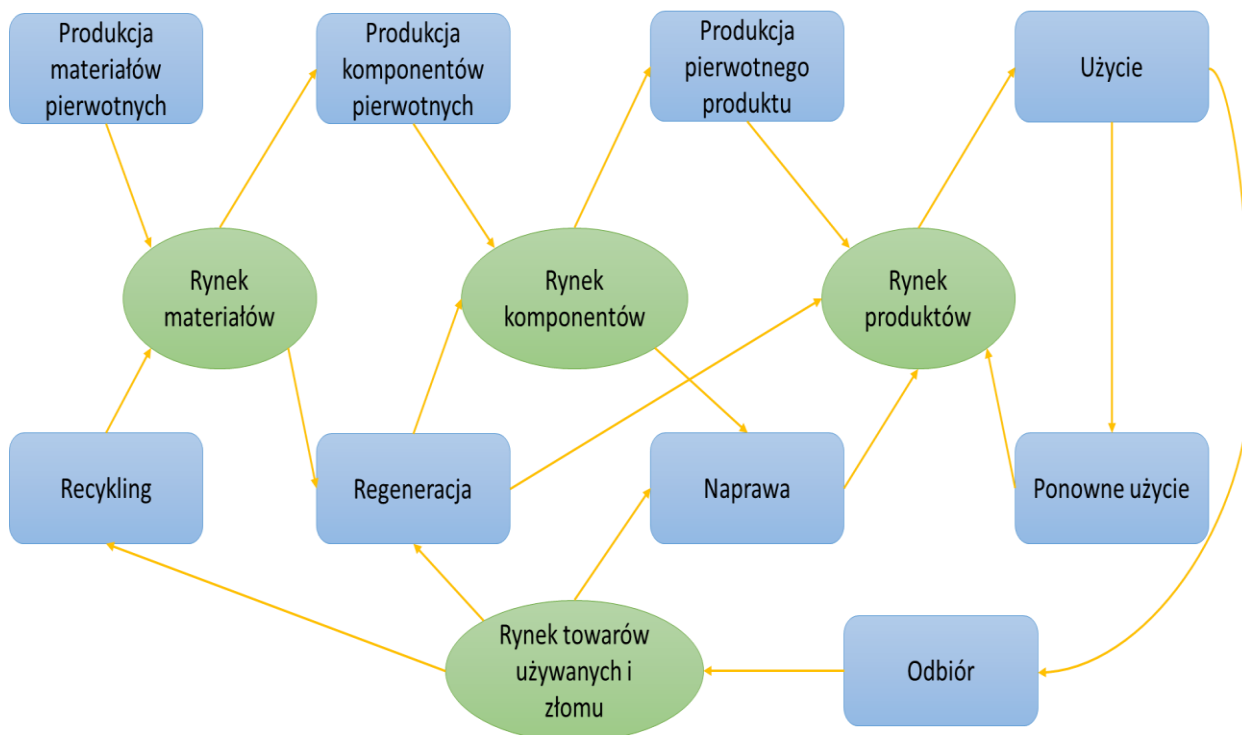 Produkcja
materiałów
pierwotnych
Produkcja
komponentów
pierwotnych
Produkcja
pierwotnego
produktu
Użycie
Rynek
materiałów
Rynek
komponentów
Rynek
produktów
Recykling
Regeneracja
Naprawa
Ponowne użycie
Rynek towarów
używanych i
złomu
Odbiór